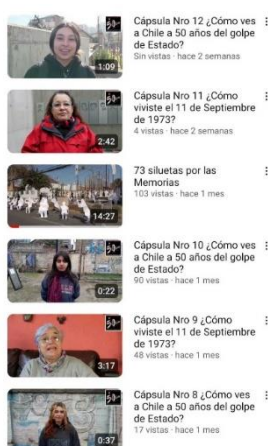 Cápsula Nro 12 ¿Cómo ves
a Chile a 50 años del golpe
de Estado?
Sin vistas · hace 2 semanas
1:09
Cápsula Nro 11 ¿Cómo
viviste el 11 de Septiembre
de 1973?
4 vistas · hace 2 semanas
2:42
73 siluetas por las
Memorias
103 vistas · hace 1 mes
14:27
Cápsula Nro 10 ¿Cómo ves
a Chile a 50 años del golpe
de Estado?
90 vistas · hace 1 mes
0:22
Cápsula Nro 9 ¿Cómo
viviste el 11 de Septiembre
de 1973?
48 vistas · hace 1 mes
3:17
Cápsula Nro 8 ¿Cómo ves
a Chile a 50 años del golpe
de Estado?
17 vistas · hace 1 mes
0:37